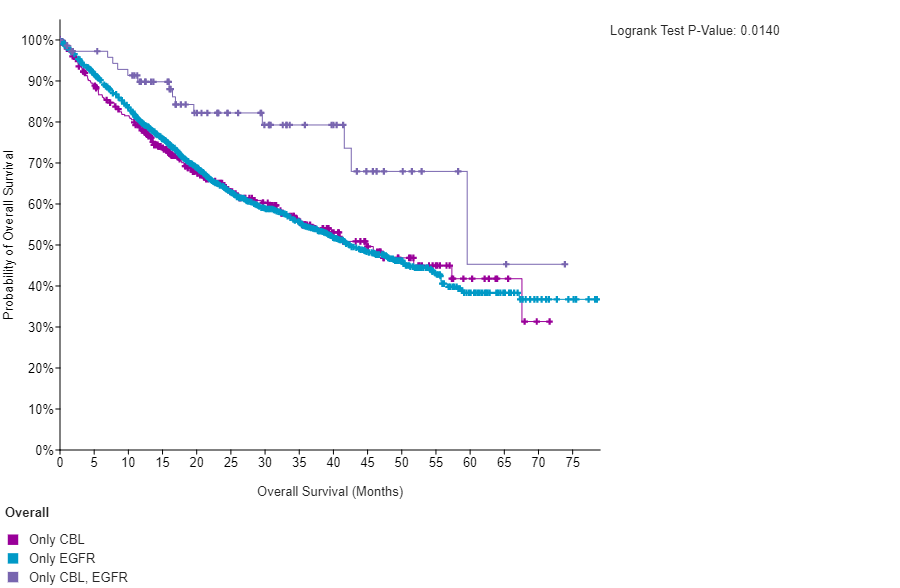 Logrank Test P-Value: 0.0140
100%
90%
80%
70%
60%
50%
40%
30%
20%
10%
0%
Probability of Overall Survival
0 5 10 15 20 25 30 35 40 45 50 55 60 65 70 75
Overall Survival (Months)
Overall
Only CBL
Only EGFR
Only CBL, EGFR